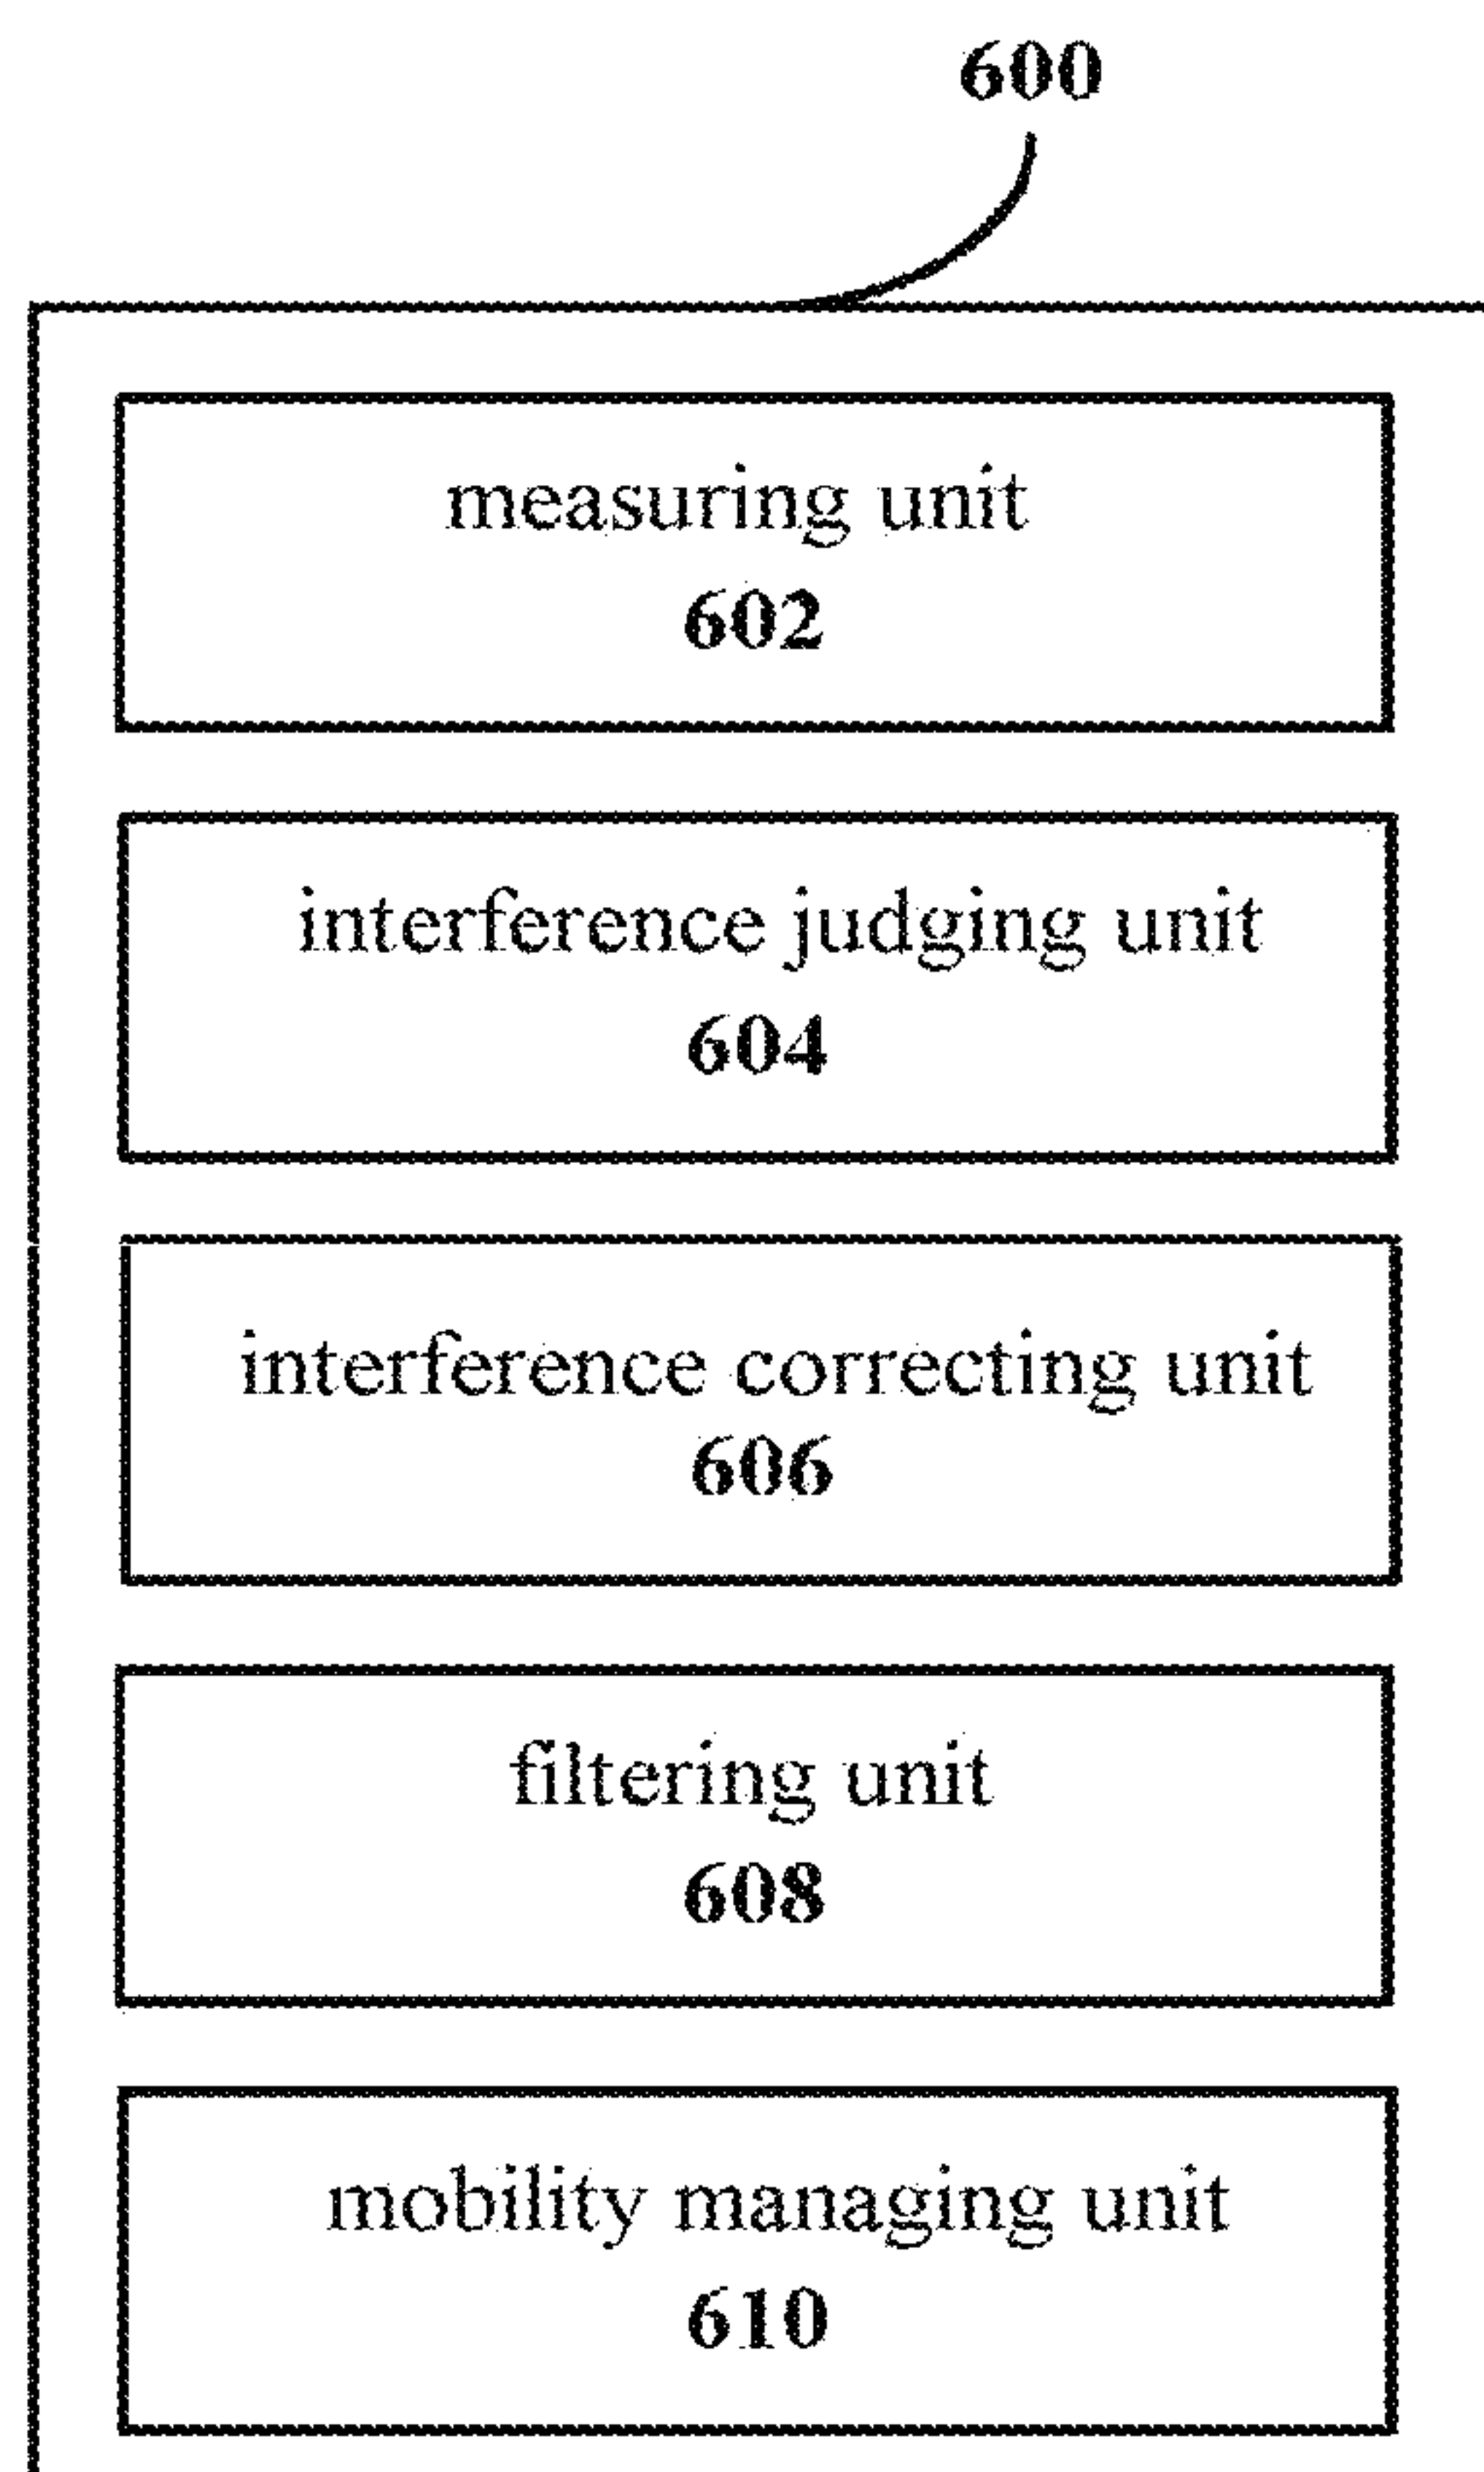 600
measuring unit
602
interference judging unit
604
interference correcting unit
606
filtering unit
608
mobility managing unit
610